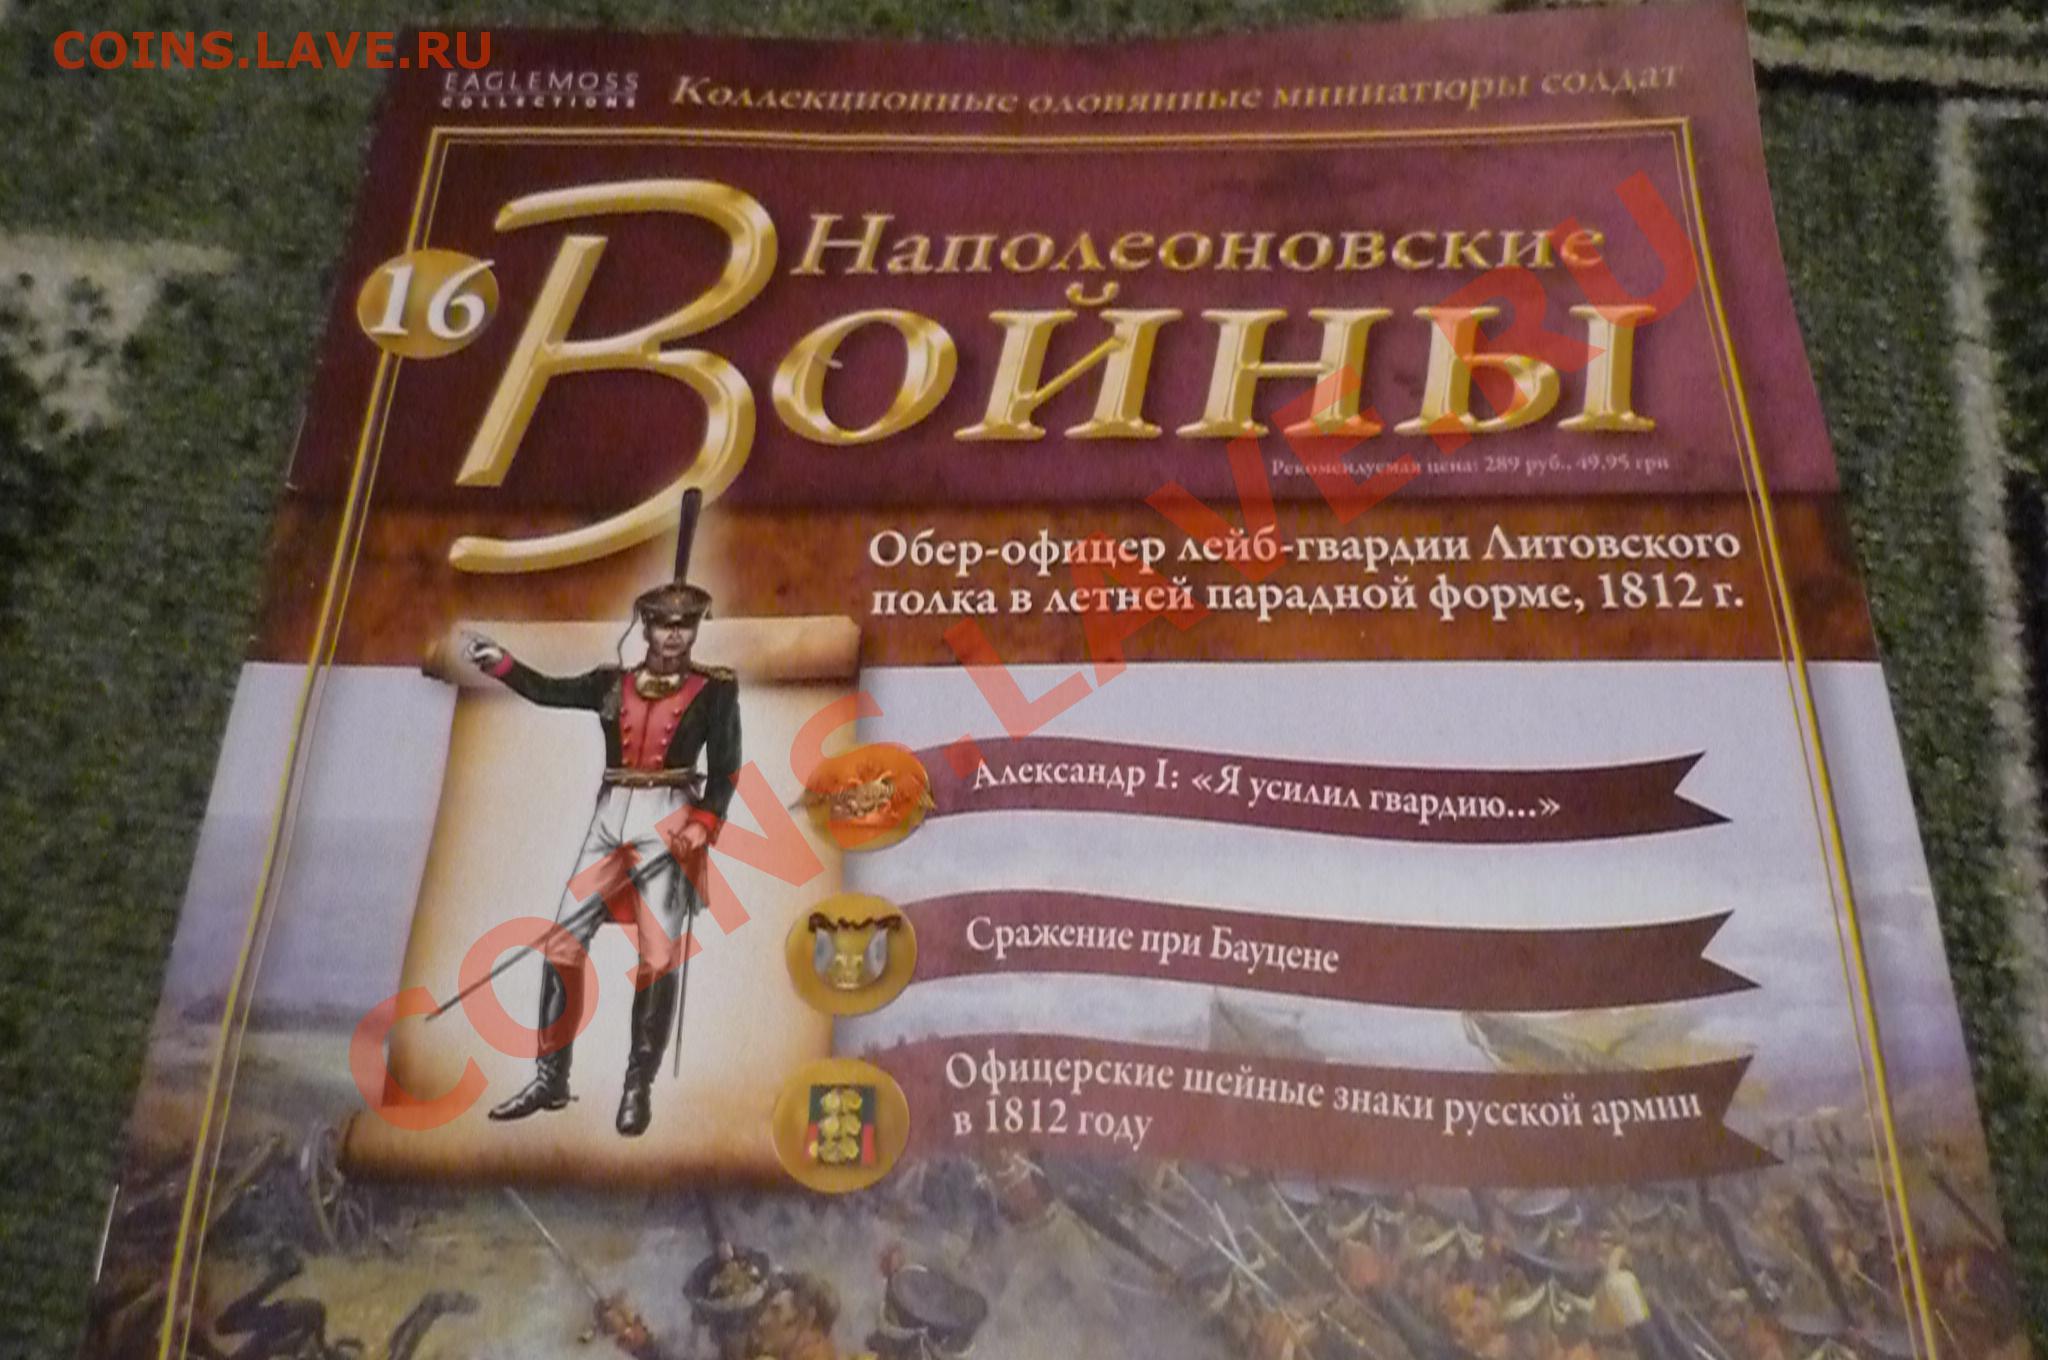 COINS.LAVE.RU
EAGLEMOSS
COLLECTIONS
Коллекционные оловянные миниатюры солдат
16
Наполеоновские
Войны
Рекомендуемая цена: 289 руб., 49,95 грн
Обер-офицер лейб-гвардии Литовского
полка в летней парадной форме, 1812 г.
Александр I: «Я усилил гвардию...»
Сражение при Бауцене
Офицерские шейные знаки русской армии
в 1812 году
COINS.LAVE.RU